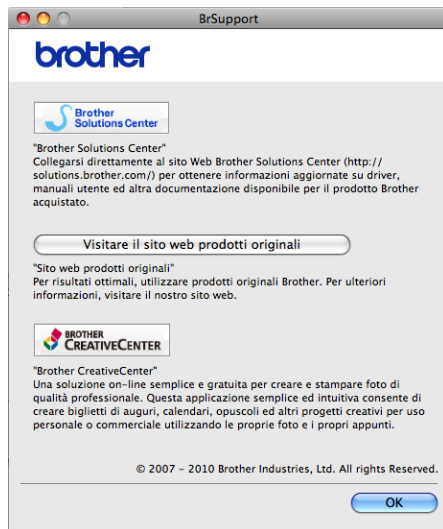 BrSupport
brother
Brother
Solutions Center
"Brother Solutions Center"
Collegarsi direttamente al sito Web Brother Solutions Center (http://
solutions.brother.com/) per ottenere informazioni aggiornate su driver,
manuali utente ed altra documentazione disponibile per il prodotto Brother
acquistato.
Visitare il sito web prodotti originali
"Sito web prodotti originali"
Per risultati ottimali, utilizzare prodotti originali Brother. Per ulteriori
informazioni, visitare il nostro sito web.
BROTHER
CREATIVECENTER
"Brother CreativeCenter"
Una soluzione on-line semplice e gratuita per creare e stampare foto di
qualità professionale. Questa applicazione semplice ed intuitiva consente di
creare biglietti di auguri, calendari, opuscoli ed altri progetti creativi per uso
personale o commerciale utilizzando le proprie foto e i propri appunti.
© 2007 - 2010 Brother Industries, Ltd. All rights Reserved.
OK